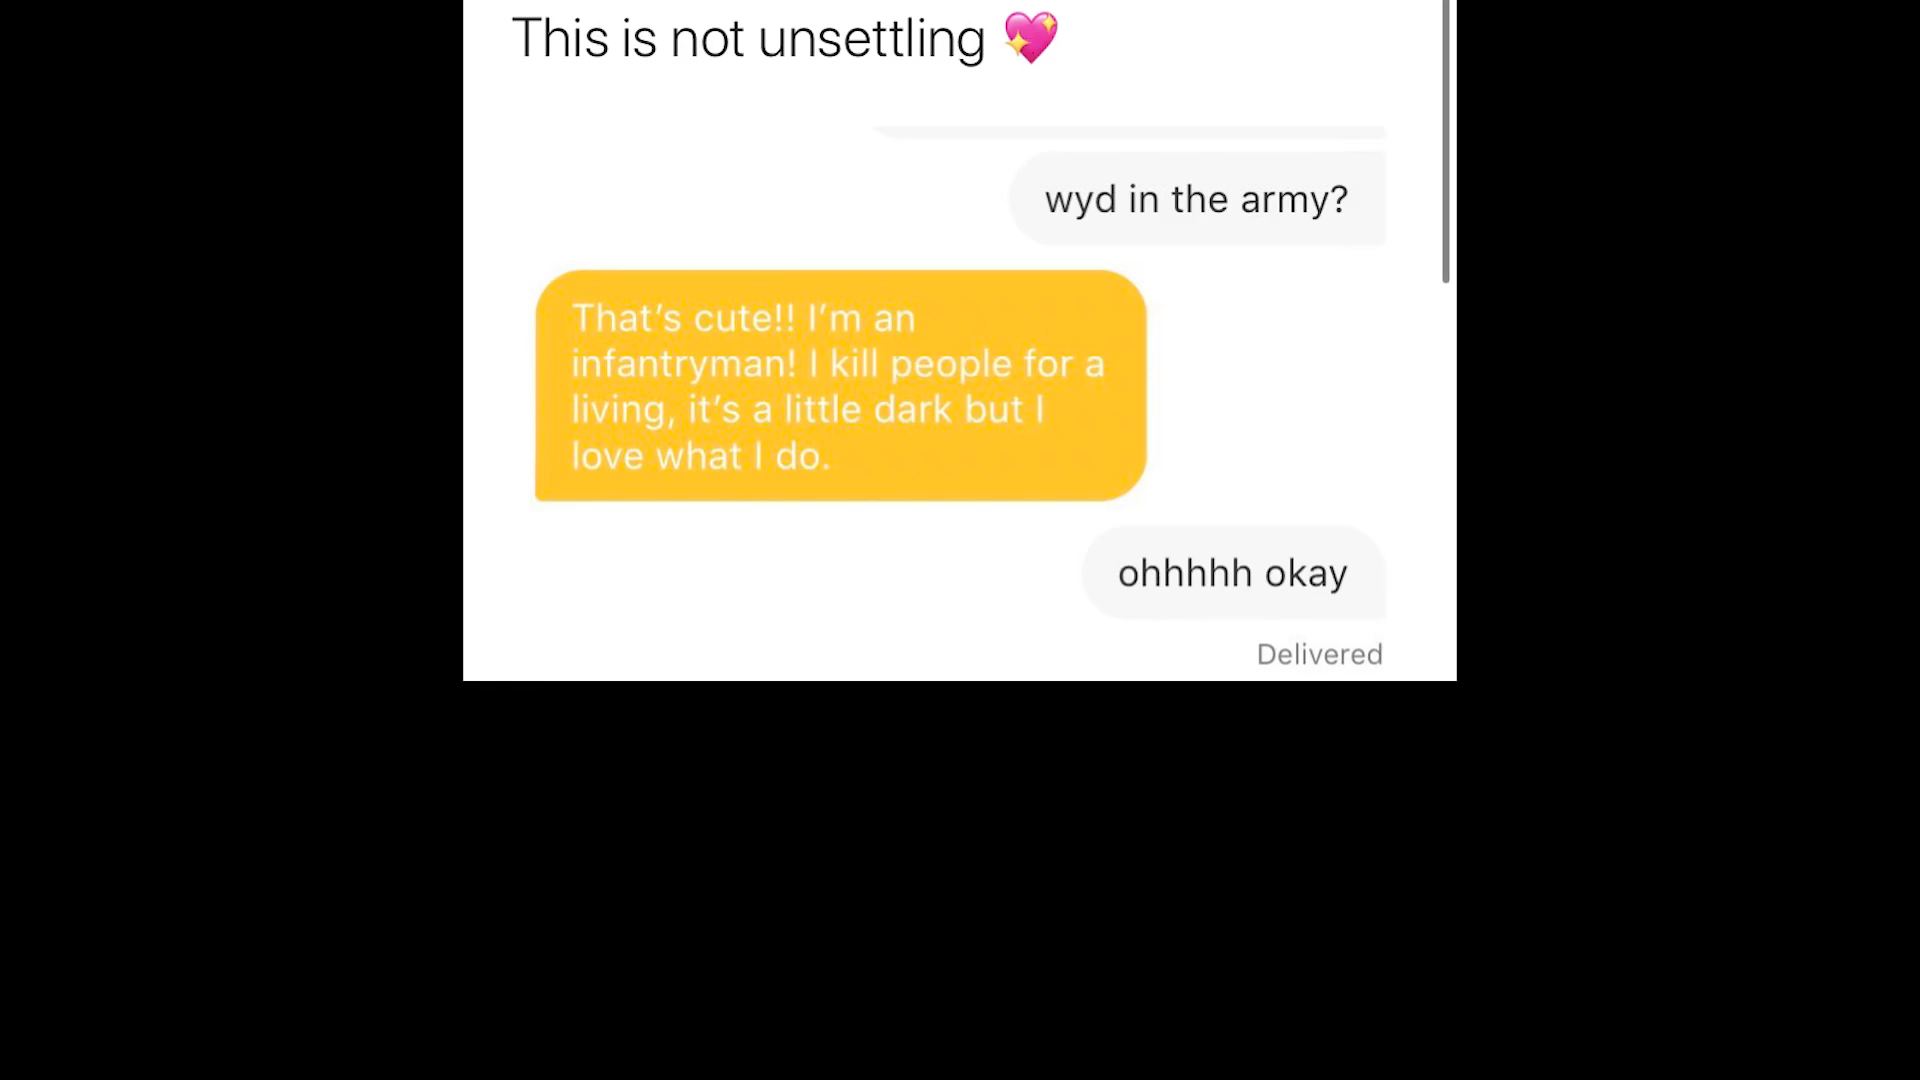 This is not unsettling 💖
wyd in the army?
That’s cute!! I’m an
infantryman! I kill people for a
living, it’s a little dark but I
love what I do.
ohhhhh okay
Delivered